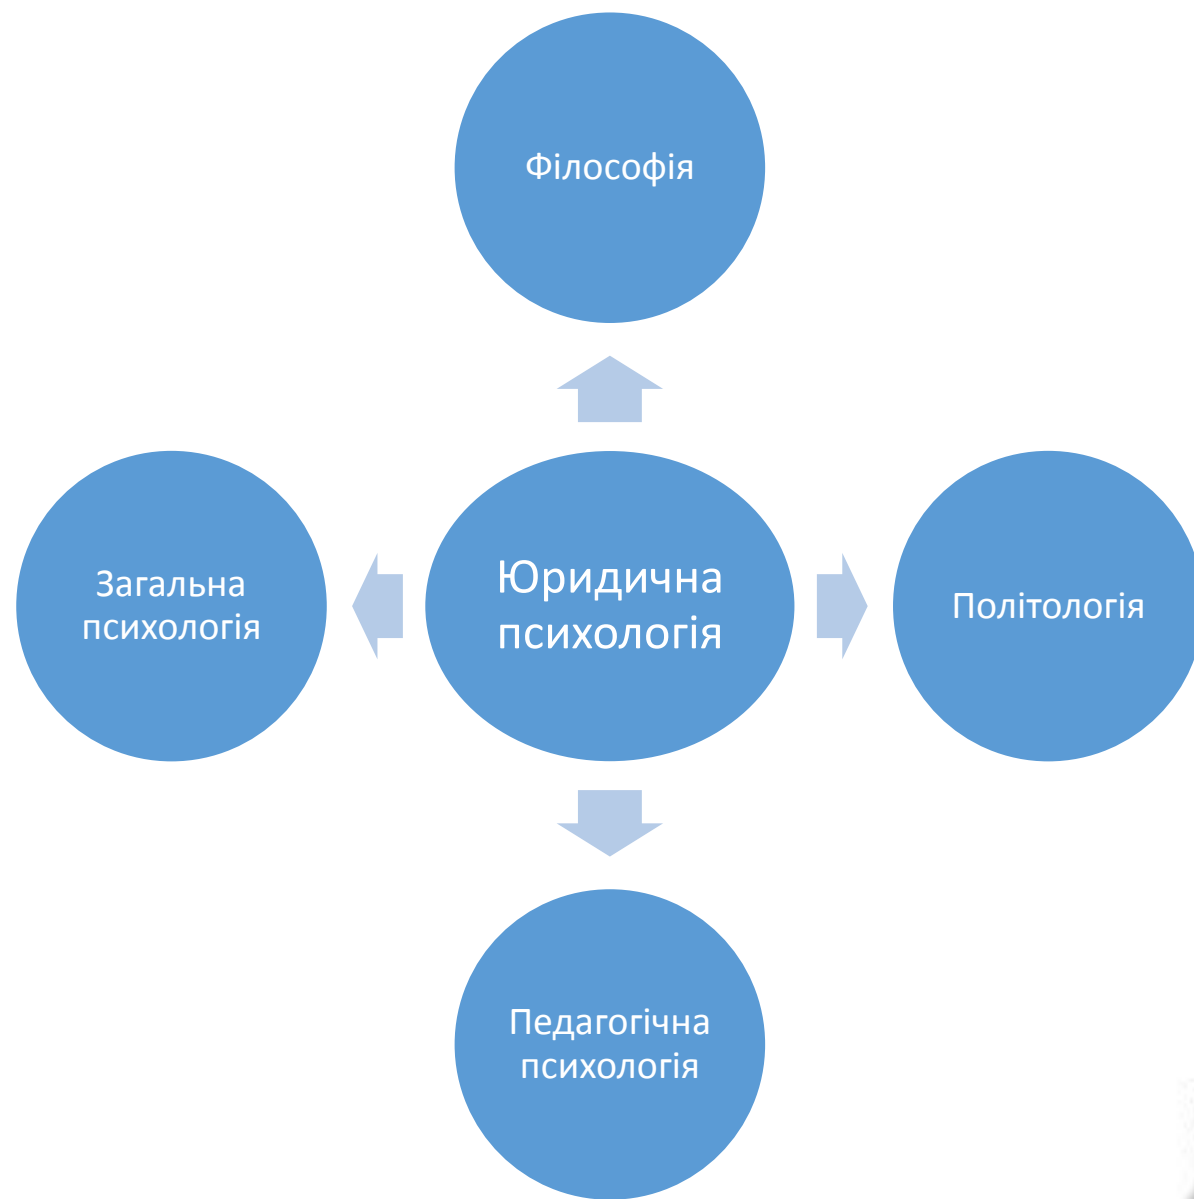 Філософія
Загальна
психологія
Юридична
психологія
Політологія
Педагогічна
психологія